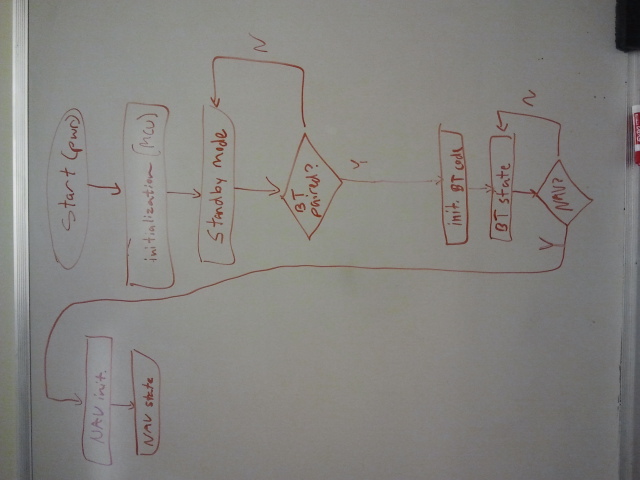 Start (pwr)
initialization (MCU)
Standby mode
N
BT
paired?
Y
init. BT code
BT state
N
NAV?
Y
NAV init.
NAV state